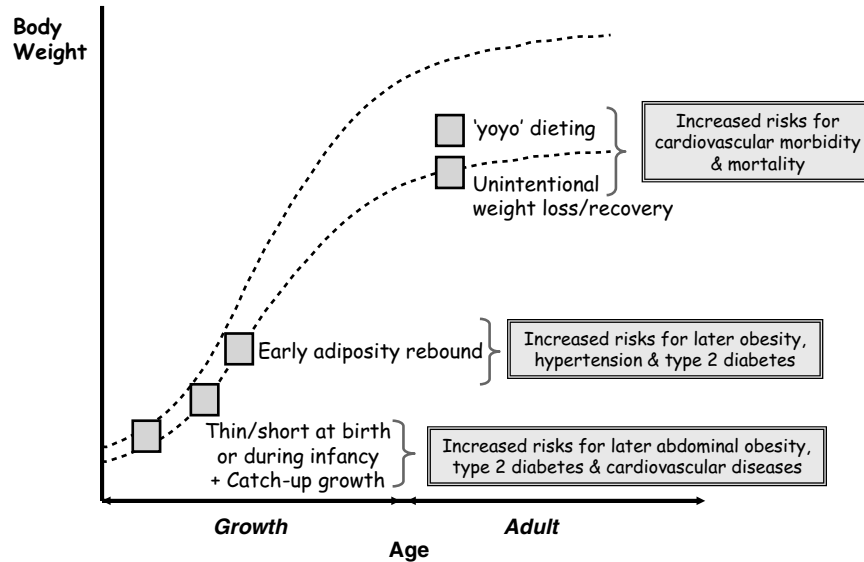 Body
Weight
'yoyo' dieting
Unintentional
weight loss/recovery
Increased risks for
cardiovascular morbidity
& mortality
Early adiposity rebound
Increased risks for later obesity,
hypertension & type 2 diabetes
Thin/short at birth
or during infancy
+ Catch-up growth
Increased risks for later abdominal obesity,
type 2 diabetes & cardiovascular diseases
Growth
Adult
Age